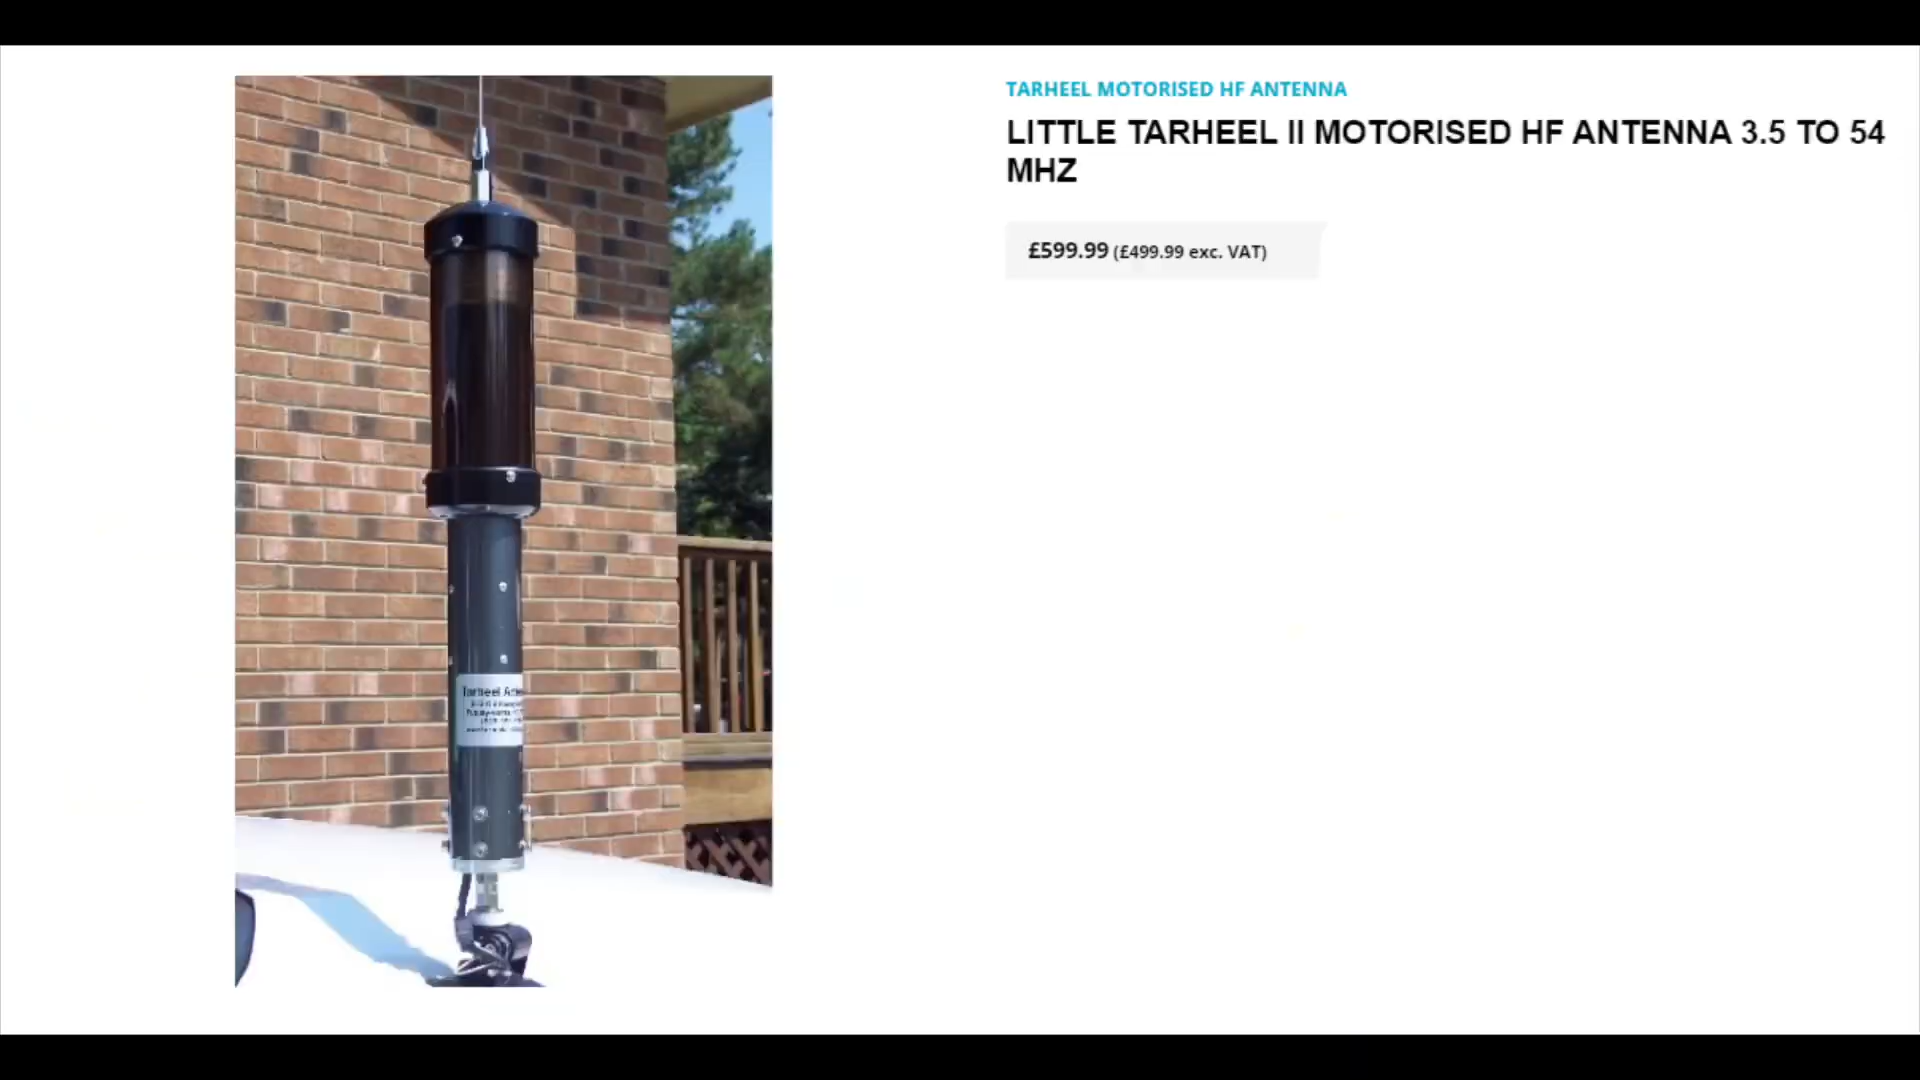 TARHEEL MOTORISED HF ANTENNA
LITTLE TARHEEL II MOTORISED HF ANTENNA 3.5 TO 54
MHZ
£599.99 (£499.99 exc. VAT)
Tarheel